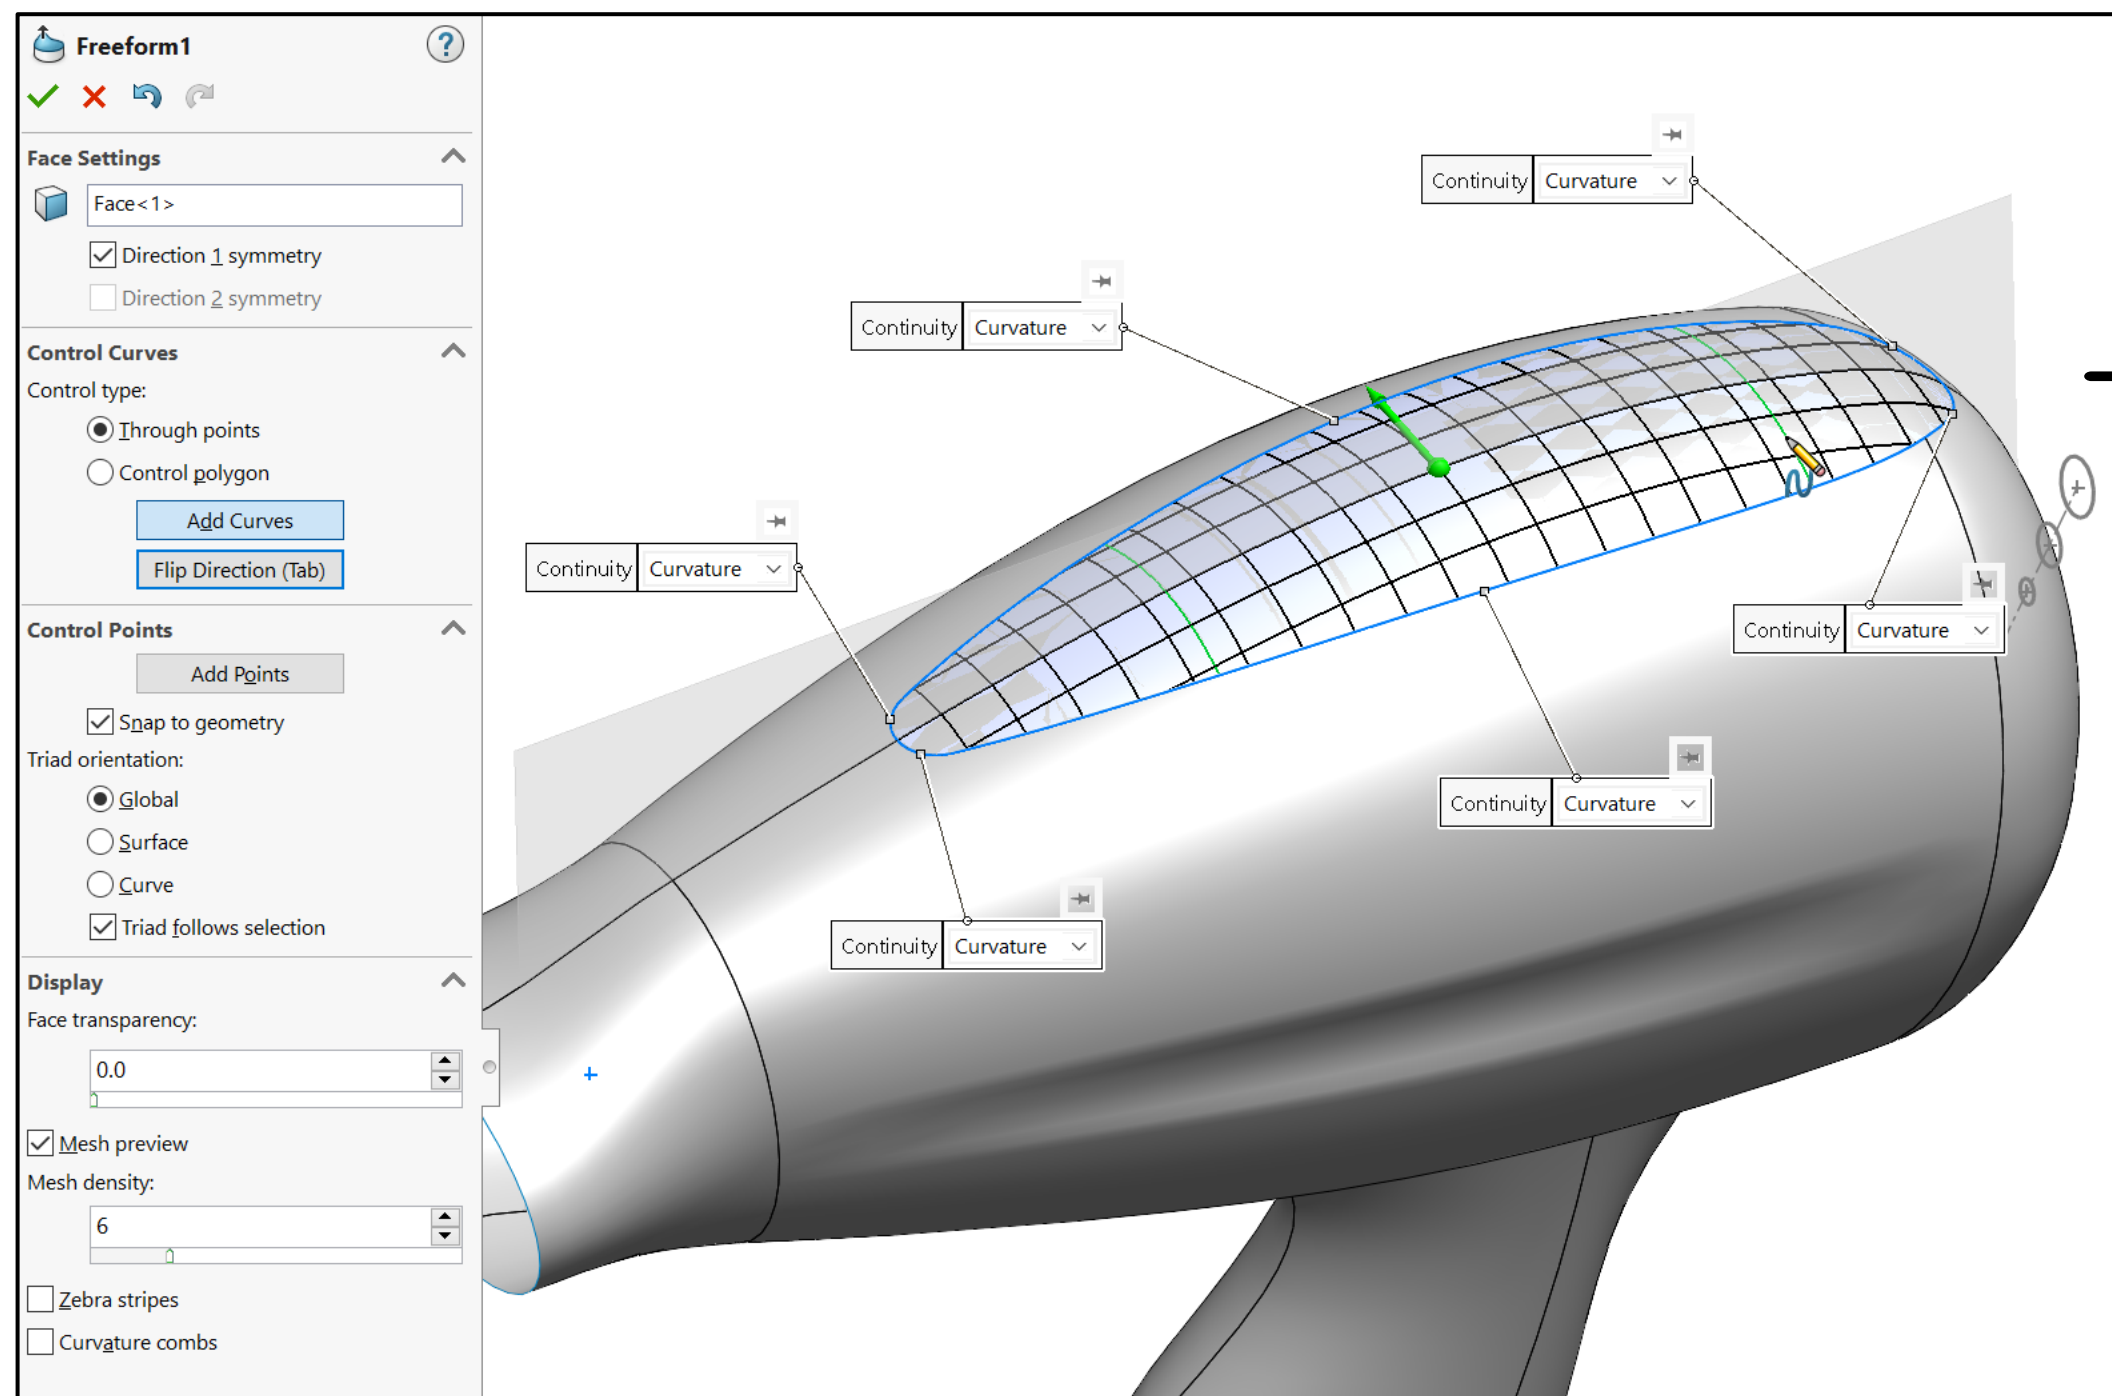 Freeform1
?
Face Settings
Face<1>
Direction 1 symmetry
Direction 2 symmetry
Control Curves
Control type:
Through points
Control polygon
Add Curves
Flip Direction (Tab)
Control Points
Add Points
Snap to geometry
Triad orientation:
Global
Surface
Curve
Triad follows selection
Display
Face transparency:
0.0
Mesh preview
Mesh density:
6
Zebra stripes
Curvature combs
Continuity Curvature
Continuity Curvature
Continuity Curvature
Continuity Curvature
Continuity Curvature
Continuity Curvature